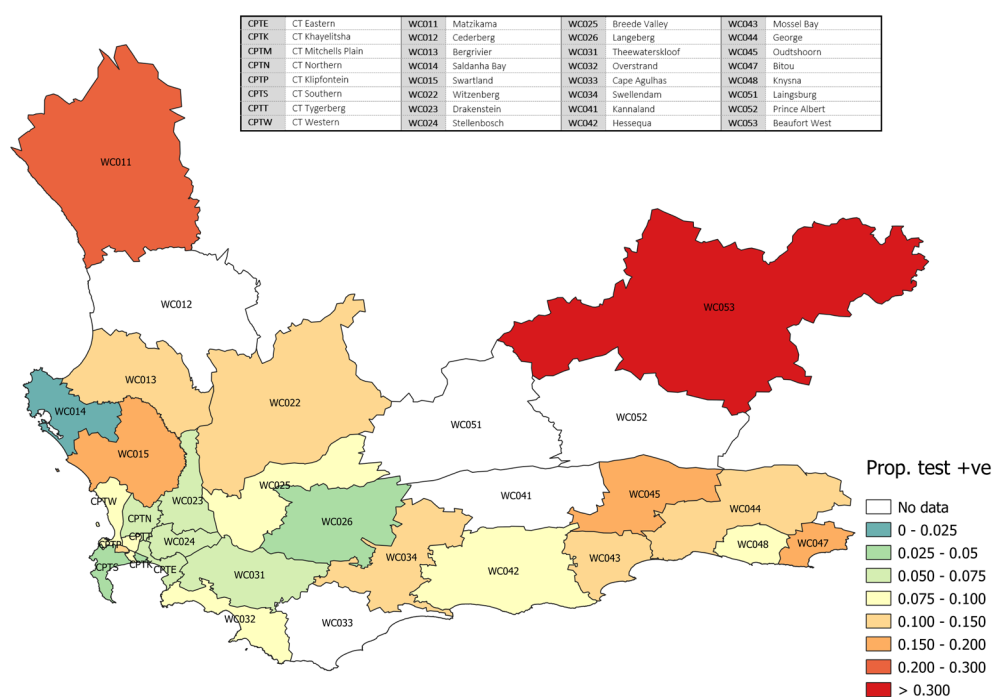 CPTE CT Eastern WC011 Matzikama WC025 Breede Valley WC043 Mossel Bay
CPTK CT Khayelitsha WC012 Cederberg WC026 Langeberg WC044 George
CPTM CT Mitchells Plain WC013 Bergrivier WC031 Theewaterskloof WC045 Oudtshoorn
CPTN CT Northern WC014 Saldanha Bay WC032 Overstrand WC047 Bitou
CPTP CT Klipfontein WC015 Swartland WC033 Cape Agulhas WC048 Knysna
CPTS CT Southern WC022 Witzenberg WC034 Swellendam WC051 Laingsburg
CPTT CT Tygerberg WC023 Drakenstein WC041 Kannaland WC052 Prince Albert
CPTW CT Western WC024 Stellenbosch WC042 Hessequa WC053 Beaufort West
WC011
WC012
WC053
WC013
WC022
WC014
WC051
WC052
WC015
WC025
WC023
CPTW
WC041
WC045
WC044
CPTN
WC026
WC024
WC047
WC048
WC034
WC043
CPTS
CPTK
CPTE
WC031
WC042
WC032
WC033
Prop. test +ve
No data
0 - 0.025
0.025 - 0.05
0.050 - 0.075
0.075 - 0.100
0.100 - 0.150
0.150 - 0.200
0.200 - 0.300
> 0.300